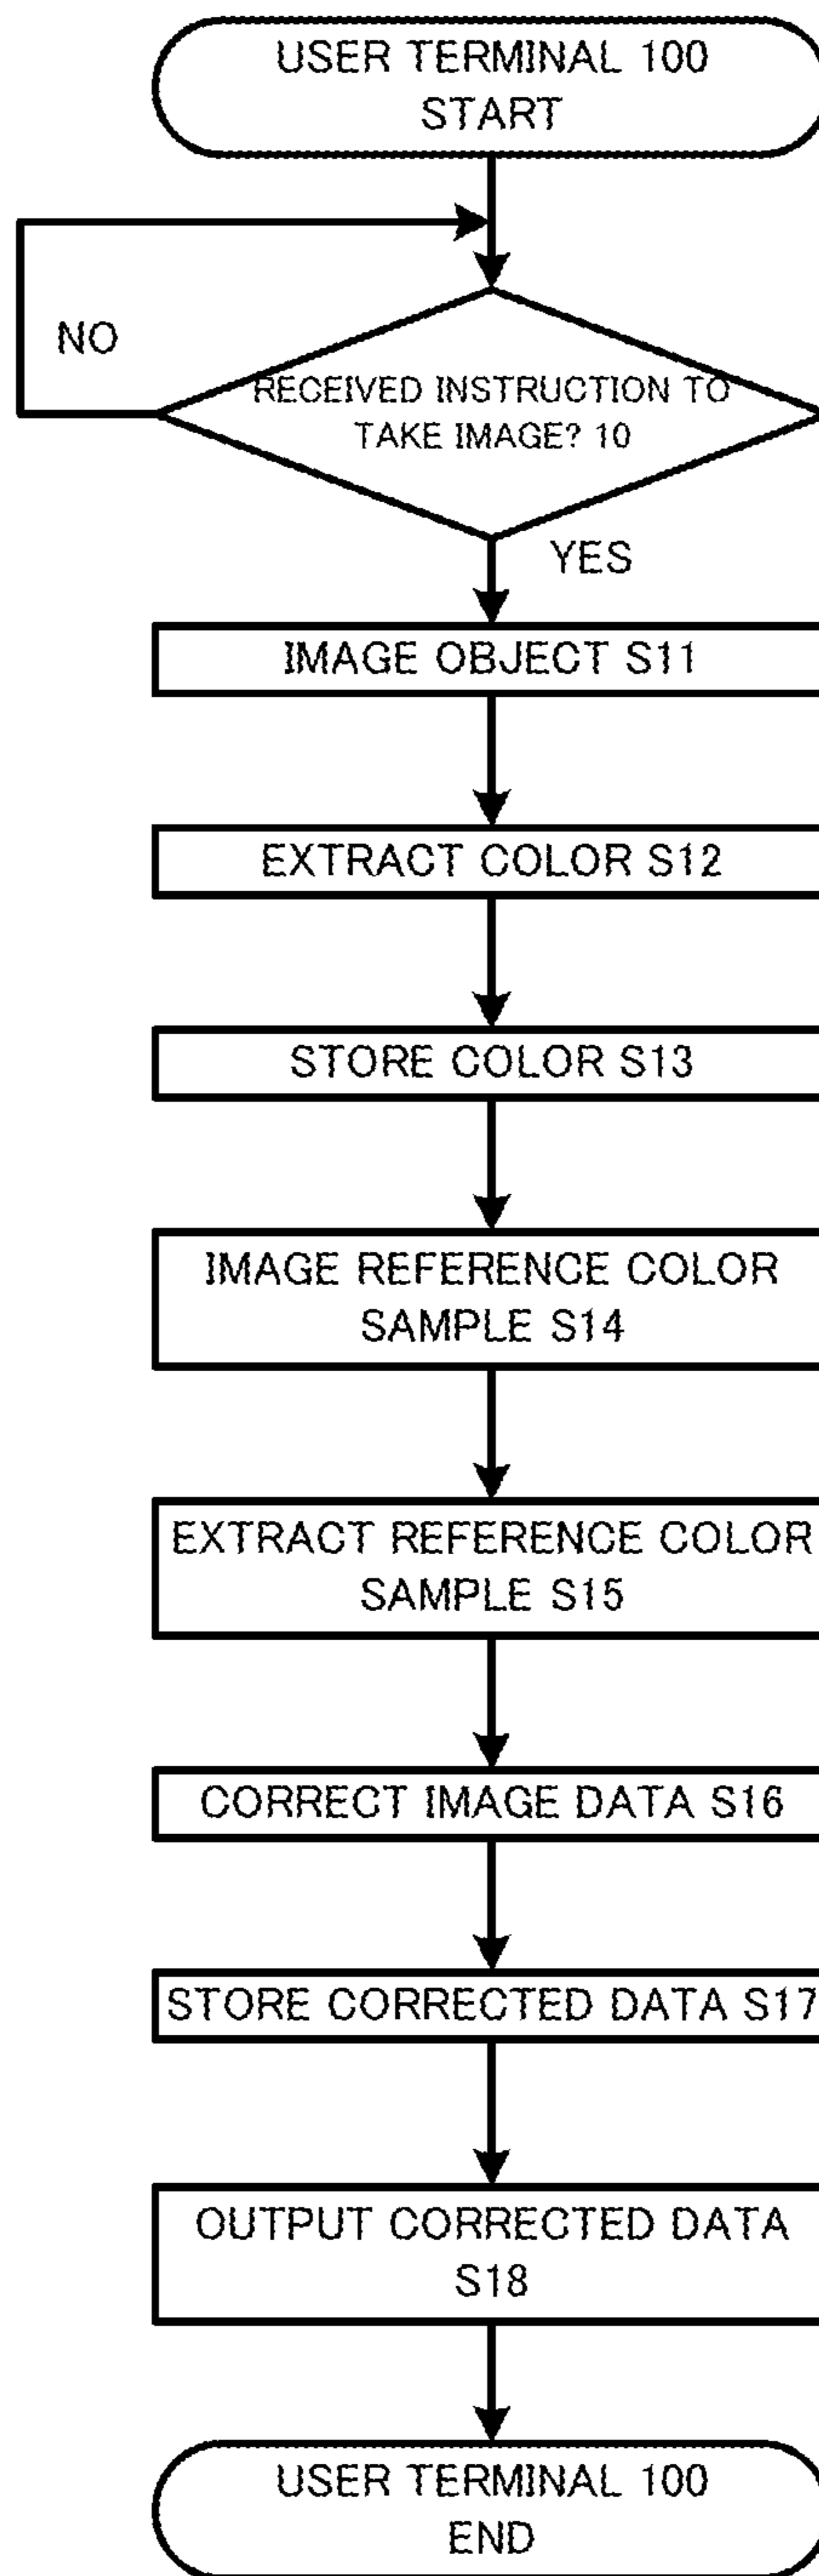 USER TERMINAL 100
START
NO
RECEIVED INSTRUCTION TO
TAKE IMAGE? 10
YES
IMAGE OBJECT S11
EXTRACT COLOR S12
STORE COLOR S13
IMAGE REFERENCE COLOR
SAMPLE S14
EXTRACT REFERENCE COLOR
SAMPLE S15
CORRECT IMAGE DATA S16
STORE CORRECTED DATA S17
OUTPUT CORRECTED DATA
S18
USER TERMINAL 100
END